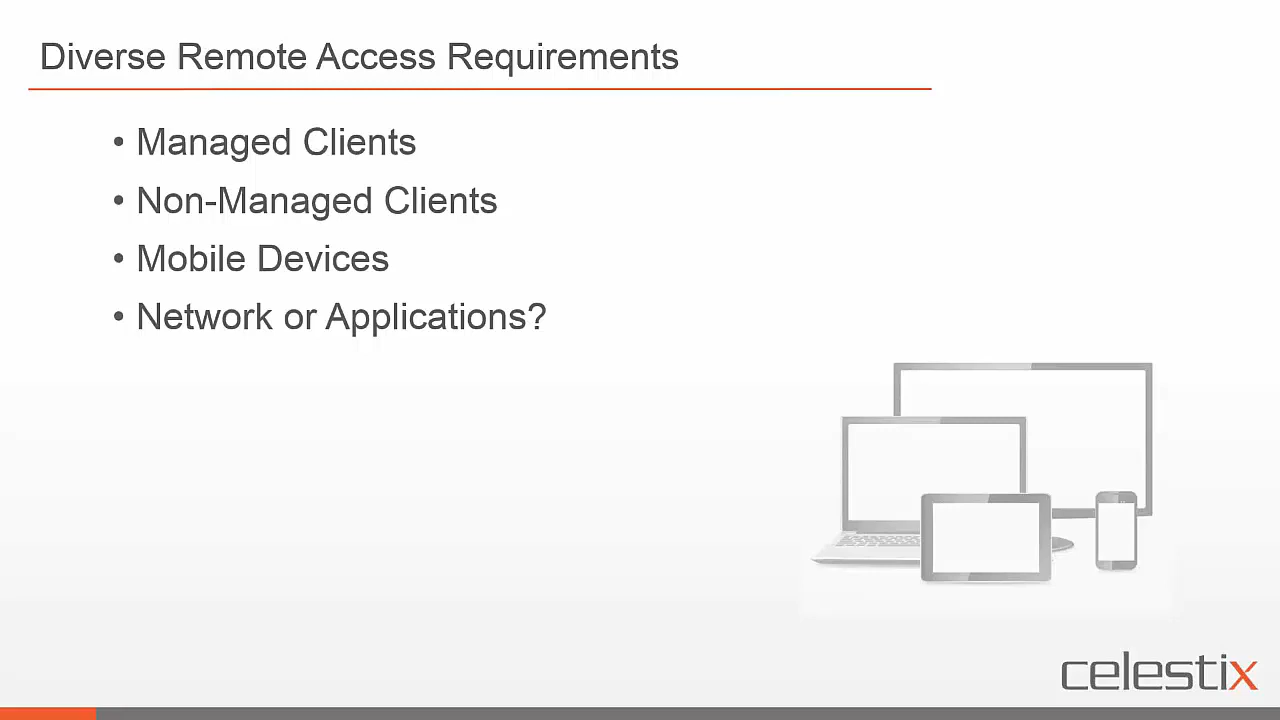 Diverse Remote Access Requirements
• Managed Clients
• Non-Managed Clients
• Mobile Devices
• Network or Applications?
celestix